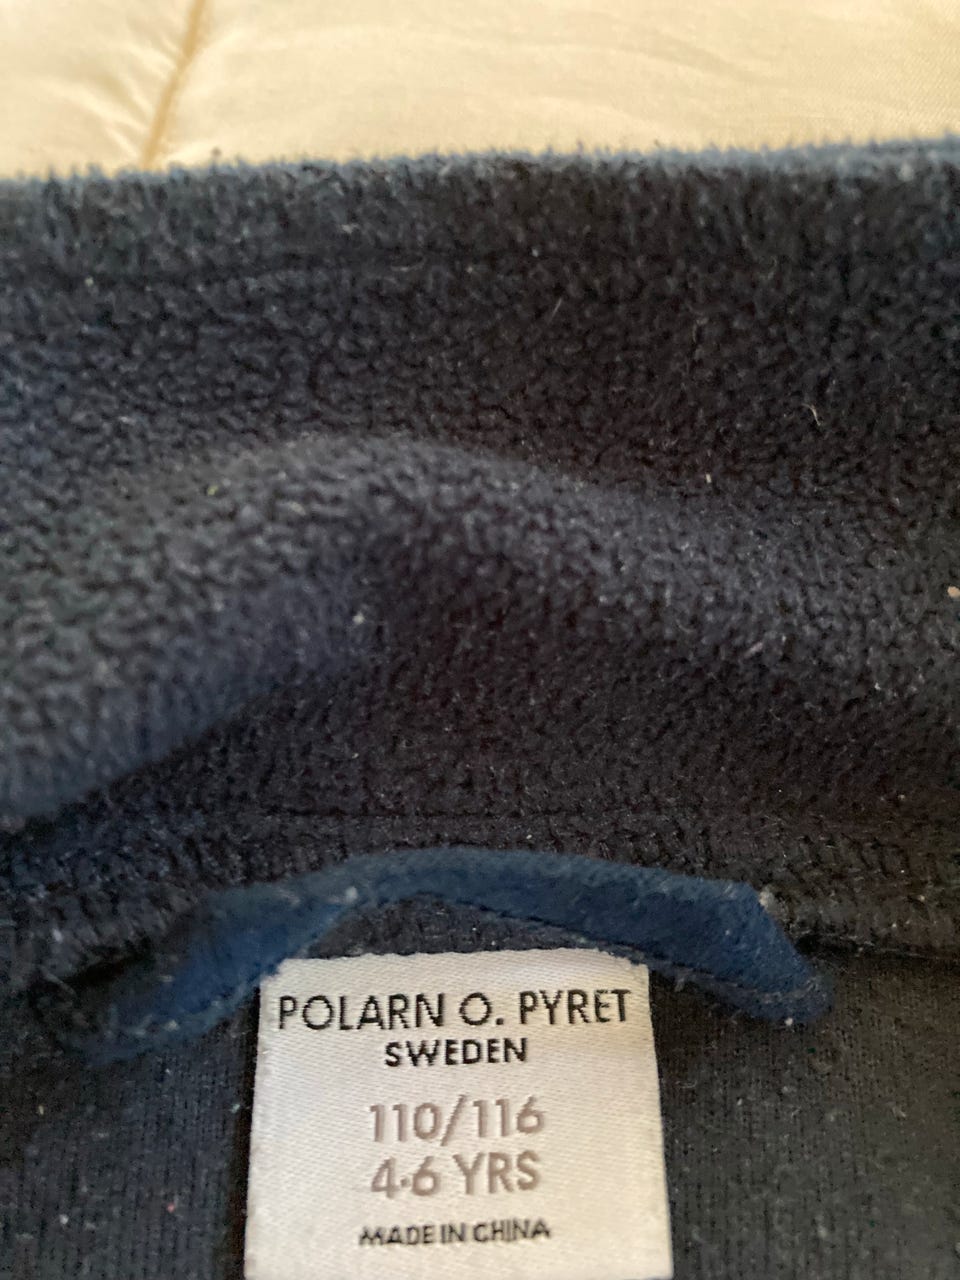 POLARN O. PYRET
SWEDEN
110/116
4-6 YRS
MADE IN CHINA